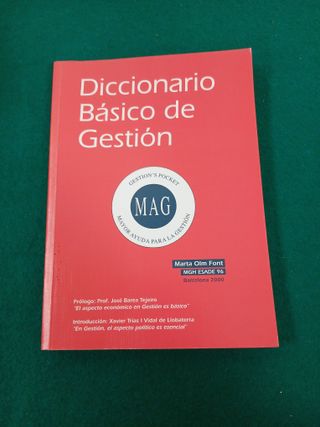 Diccionario
Básico de
Gestión
GESTION'S POCKET
MAG
MAYOR AYUDA PARA LA GESTIÓN
Marta Olm Font
MGH ESADE 96
Barcelona 2000
Prólogo: Prof. José Barea Tejeiro
"El aspecto económico en Gestión es básico"
Introducción: Xavier Trias i Vidal de Llobatera
"En Gestión, el aspecto político es esencial"